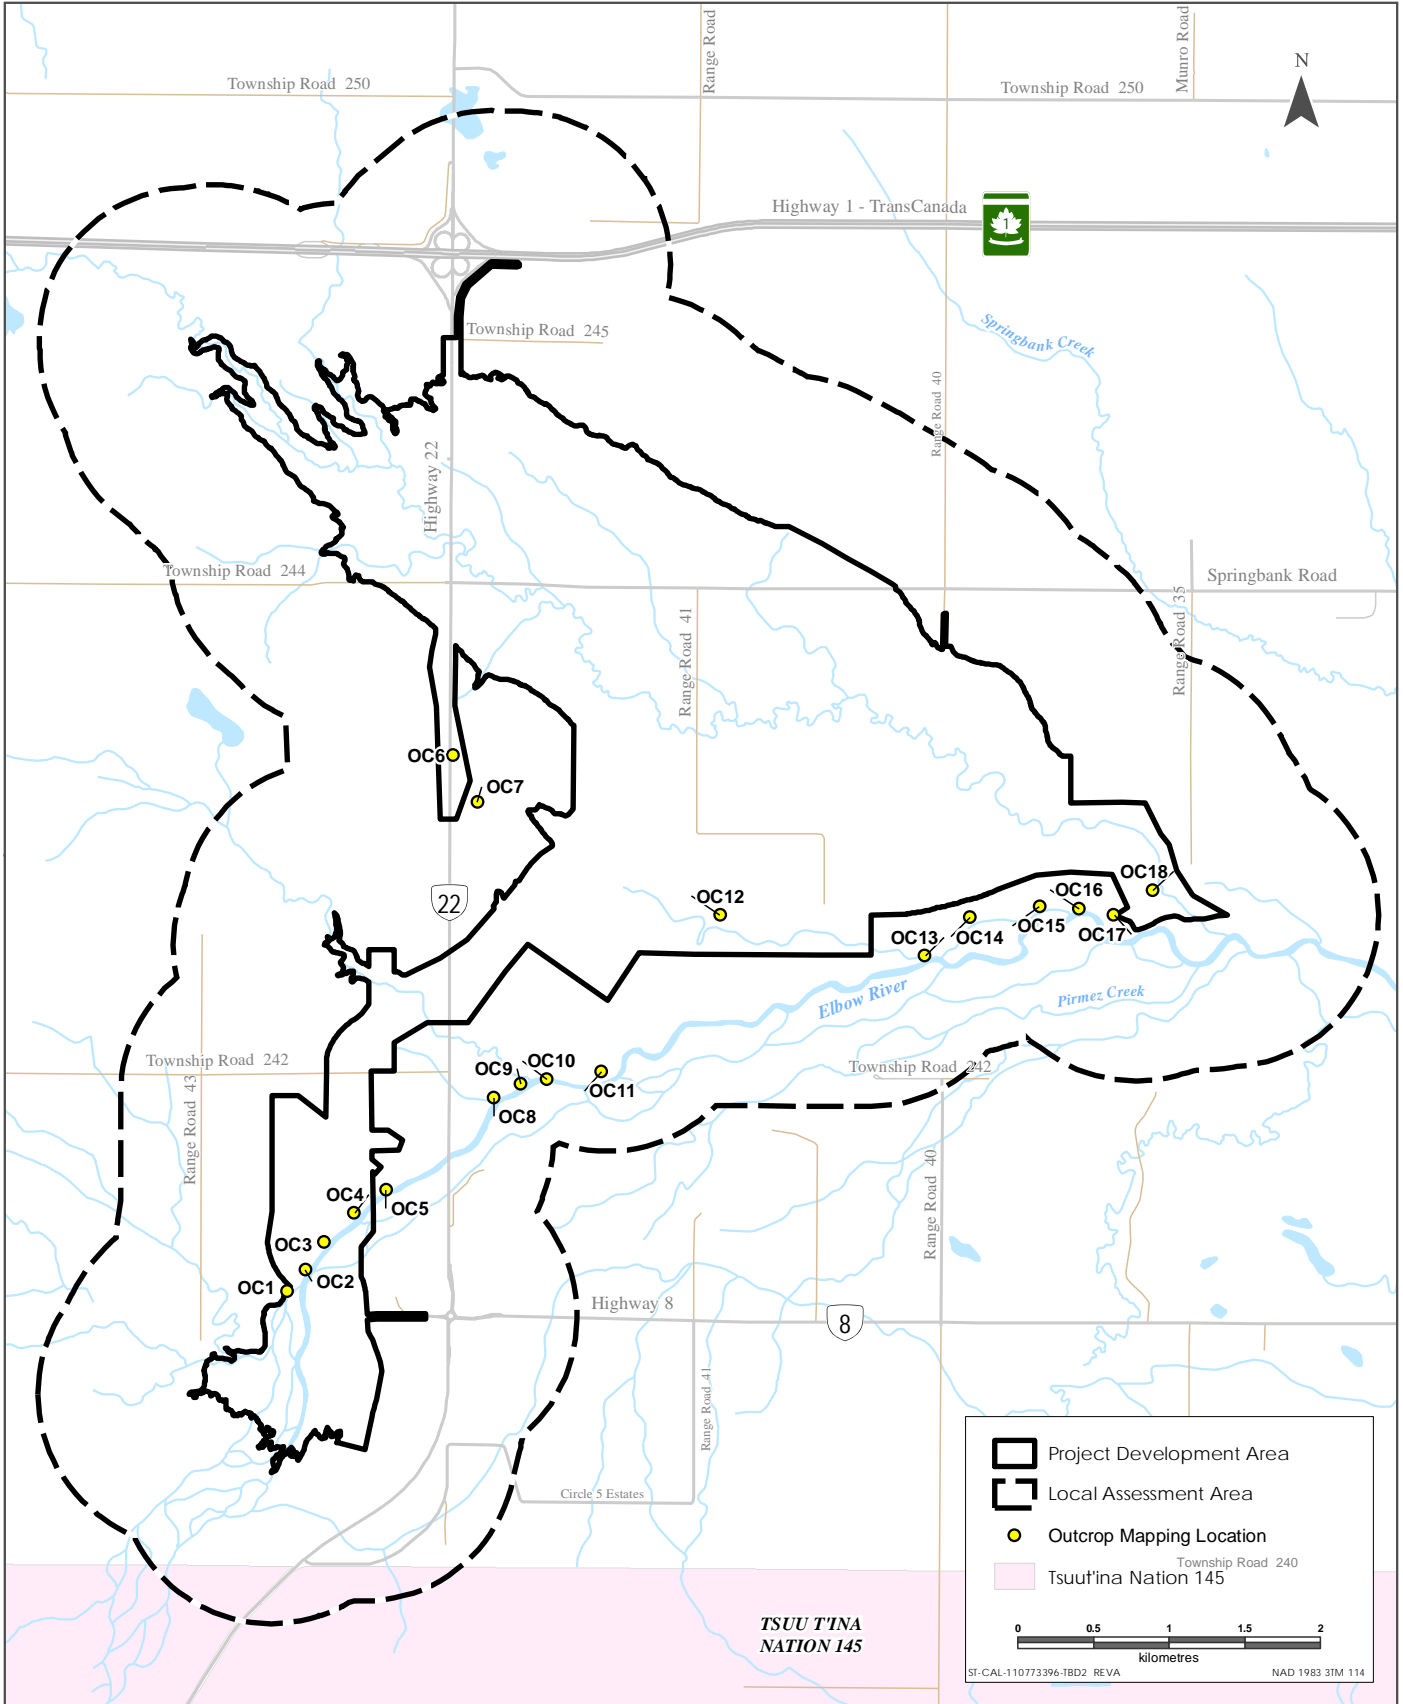 Range Road
Munro Road
N
Township Road 250
Township Road 250
Highway 1 - TransCanada
1
Springbank Creek
Township Road 245
Range Road 40
Highway 22
Township Road 244
Springbank Road
Range Road 41
Range Road 35
OC6
OC7
22
OC12
OC18
OC16
OC15
OC17
OC13
OC14
Elbow River
Pirmez Creek
Township Road 242
Range Road 43
Township Road 242
OC9
OC10
OC11
OC8
OC4
OC5
OC3
OC2
OC1
Range Road 40
Highway 8
8
Range Road 41
Circle 5 Estates
TSUU T'INA
NATION 145
Project Development Area
Local Assessment Area
Outcrop Mapping Location
Township Road 240
Tsuut'ina Nation 145
0 0.5 1 1.5 2
kilometres
ST-CAL-110773396-TBD2 REVA
NAD 1983 3TM 114